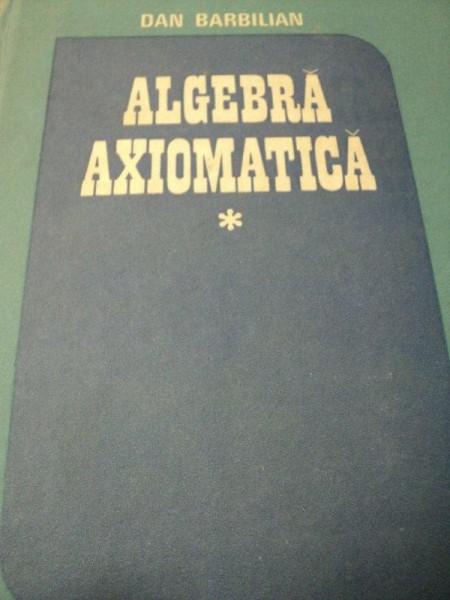 DAN BARBILIAN
ALGEBRĂ
AXIOMATICĂ
*